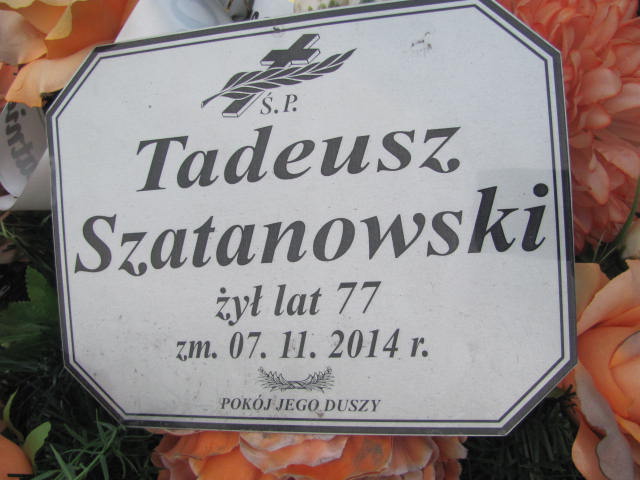 Ś.P.
Tadeusz
Szatanowski
żył lat 77
zm. 07. 11. 2014 r.
POKÓJ JEGO DUSZY